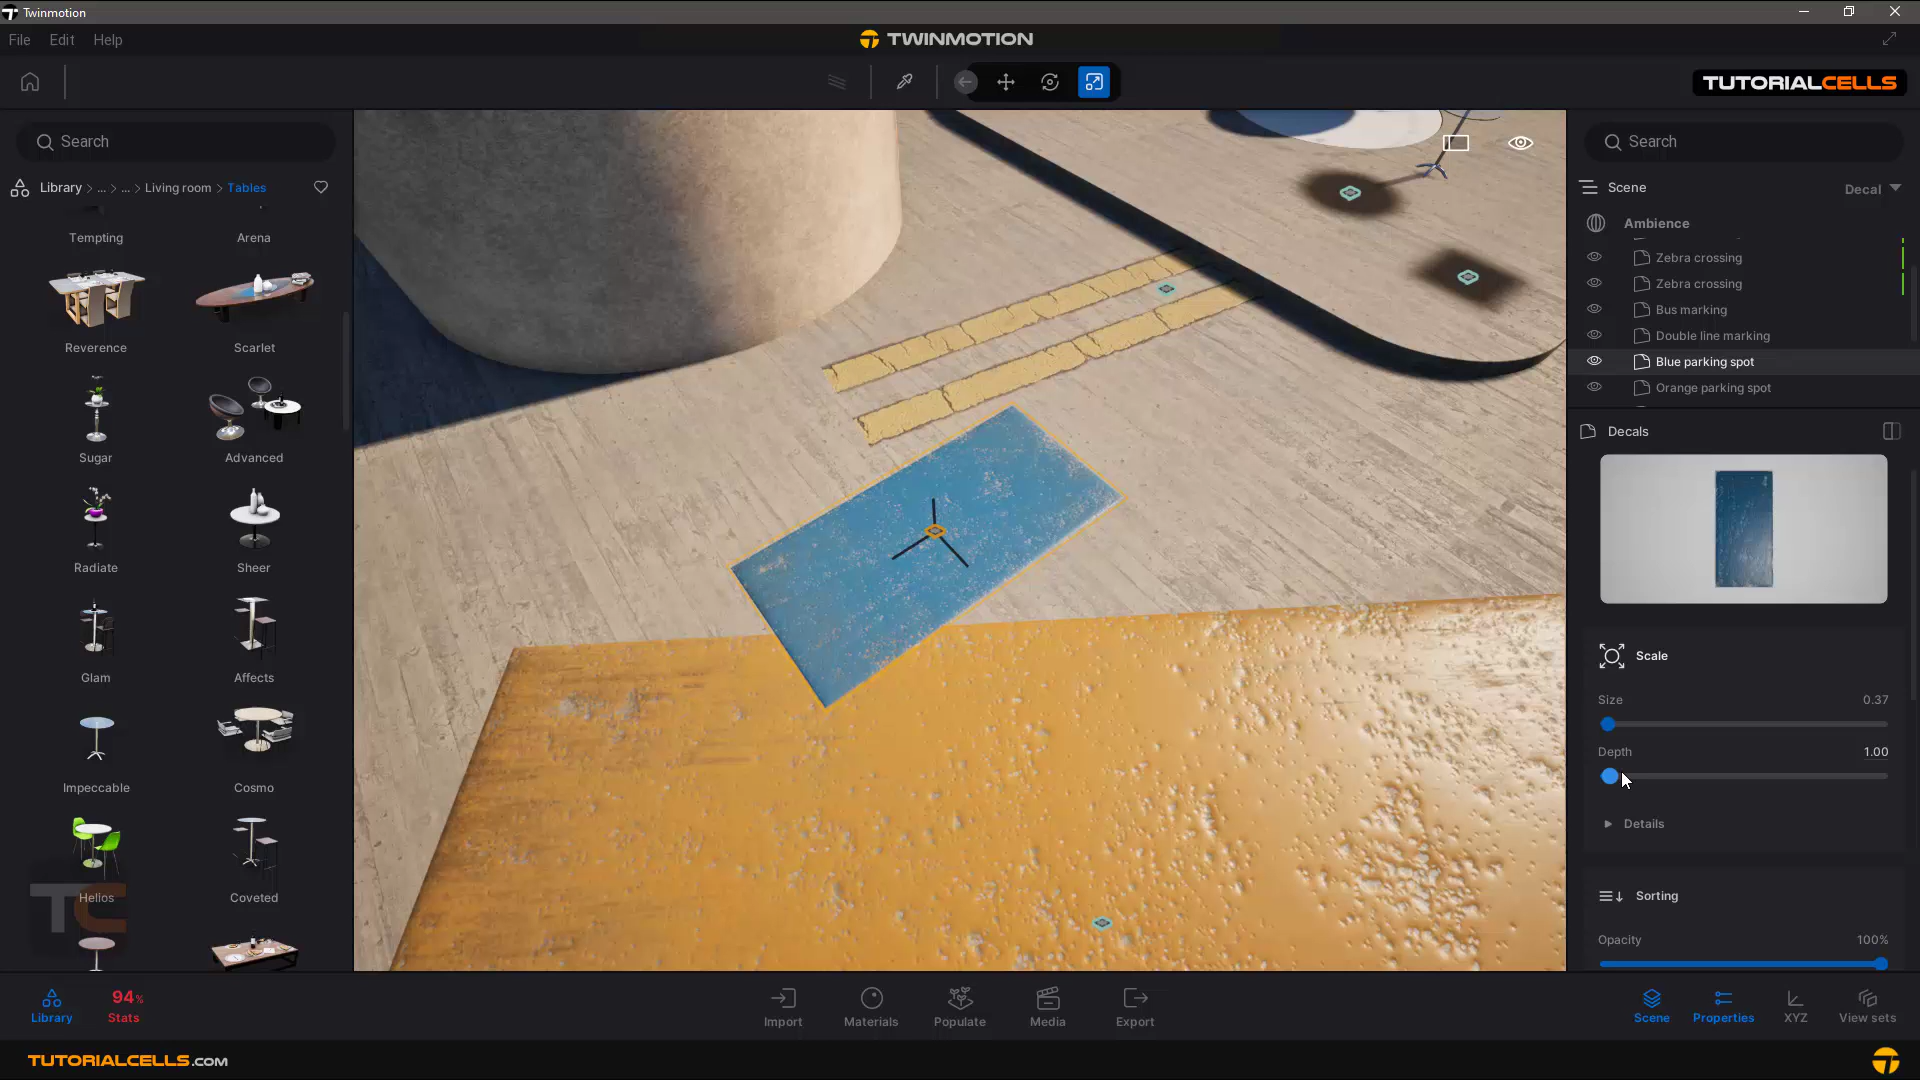 Twinmotion
File Edit Help
TWINMOTION
TUTORIALCELLS
Search
Library > ... > ... > Living room > Tables
Tempting Arena
Reverence Scarlet
Sugar Advanced
Radiate Sheer
Glam Affects
Impeccable Cosmo
Helios Coveted
TC
Search
Scene Decal
Ambience
Zebra crossing
Zebra crossing
Bus marking
Double line marking
Blue parking spot
Orange parking spot
Decals
Scale
Size 0.37
Depth 1.00
Details
Sorting
Opacity 100%
Library
94%
Stats
Import Materials Populate Media Export
Scene Properties XYZ View sets
TUTORIALCELLS.COM